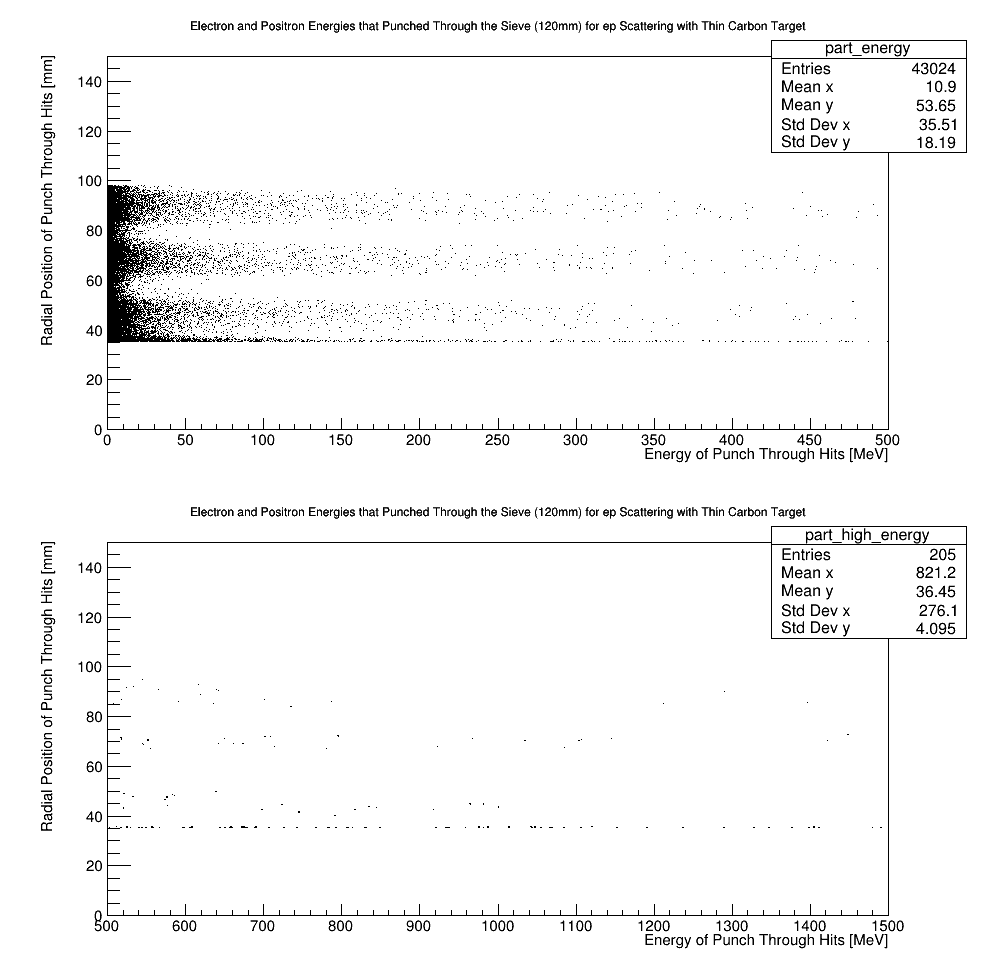 Electron and Positron Energies that Punched Through the Sieve (120mm) for ep Scattering with Thin Carbon Target
part_energy
Entries 43024
Mean x 10.9
Mean y 53.65
Std Dev x 35.51
Std Dev y 18.19
Radial Position of Punch Through Hits [mm]
140
120
100
80
60
40
20
0
0 50 100 150 200 250 300 350 400 450 500
Energy of Punch Through Hits [MeV]
Electron and Positron Energies that Punched Through the Sieve (120mm) for ep Scattering with Thin Carbon Target
part_high_energy
Entries 205
Mean x 821.2
Mean y 36.45
Std Dev x 276.1
Std Dev y 4.095
Radial Position of Punch Through Hits [mm]
140
120
100
80
60
40
20
0
500 600 700 800 900 1000 1100 1200 1300 1400 1500
Energy of Punch Through Hits [MeV]